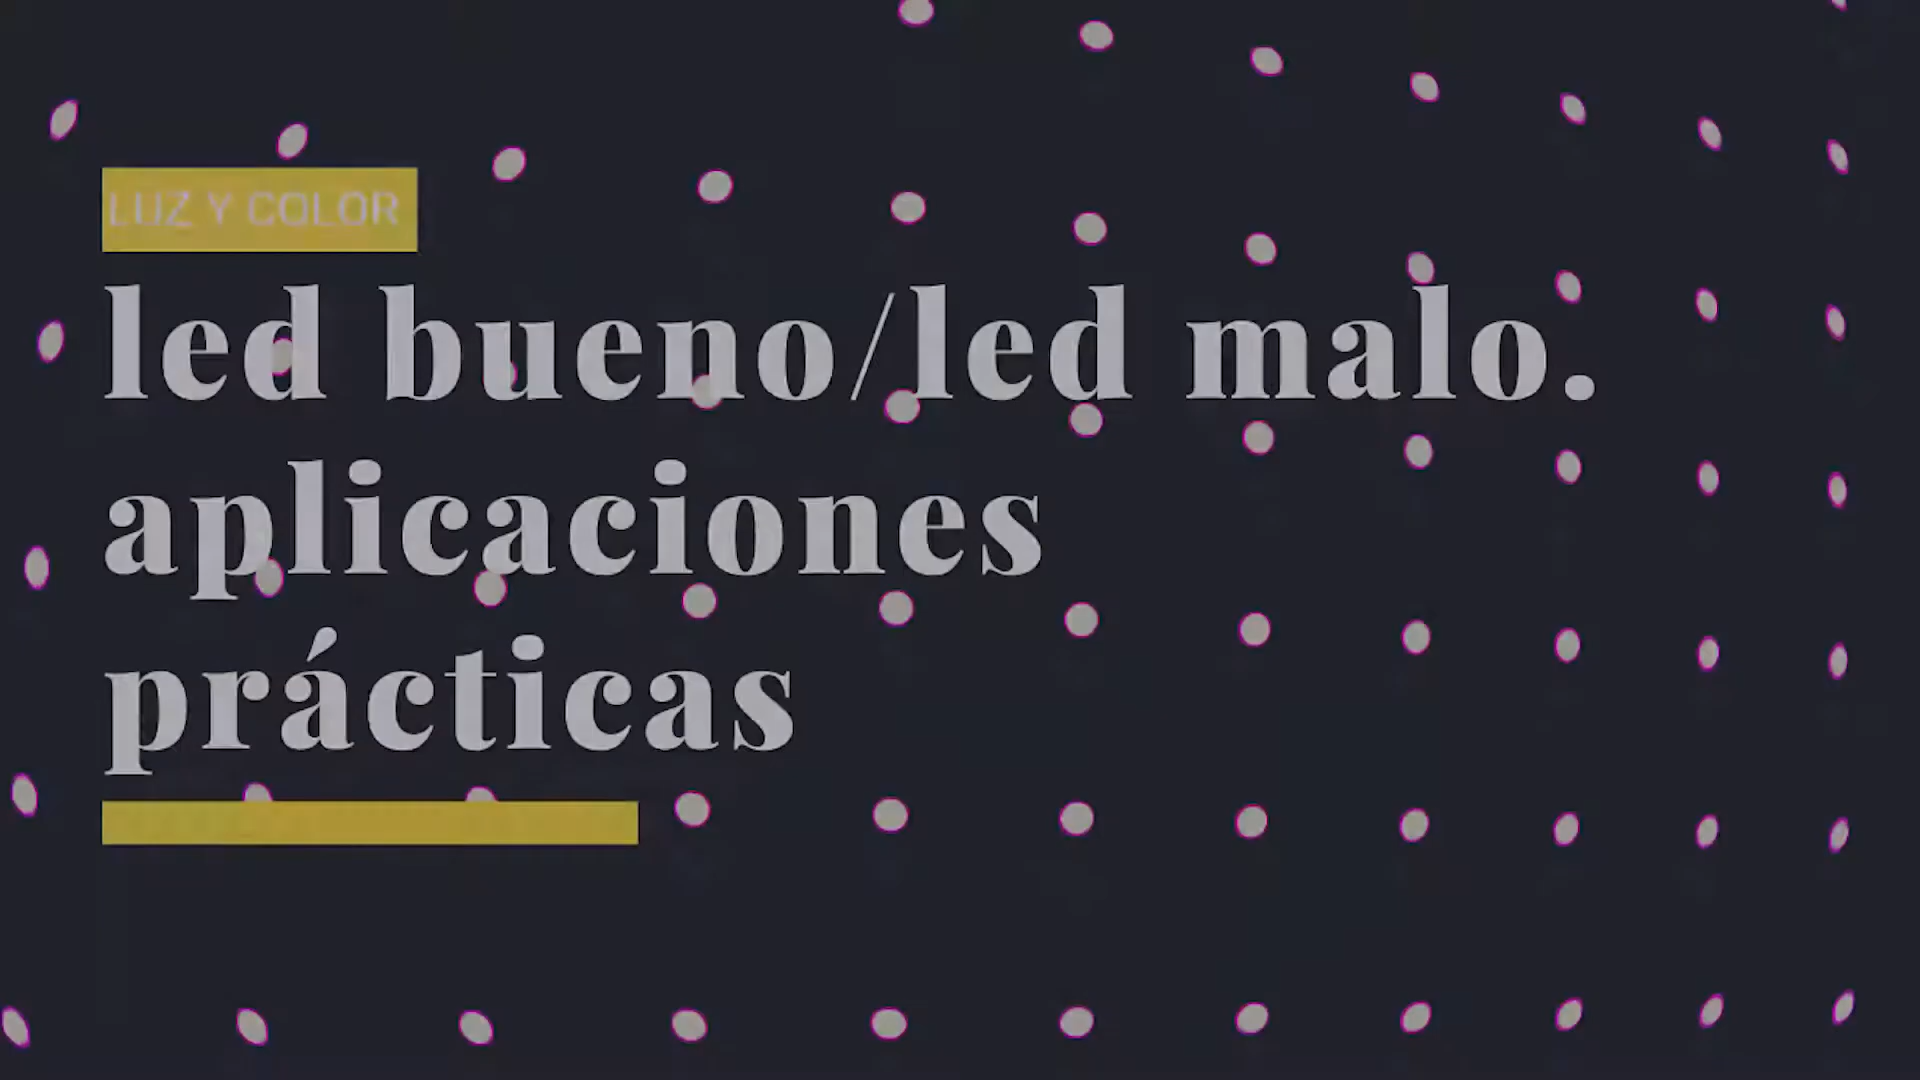 LUZ Y COLOR
led bueno/led malo.
aplicaciones
prácticas